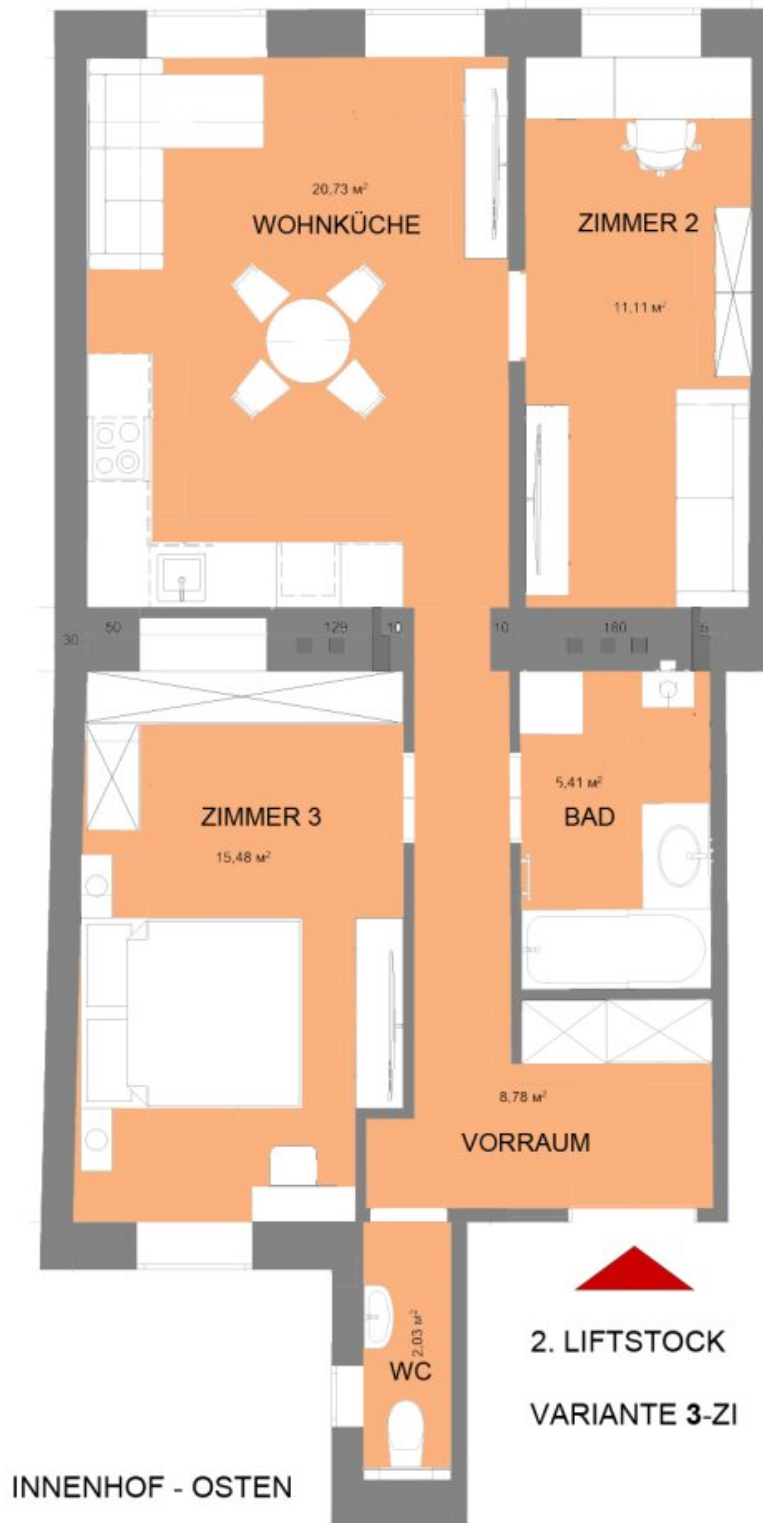 20,73 м²
WOHNKÜCHE
ZIMMER 2
11,11 м²
30 50 129 10 10 180 5
ZIMMER 3
15,48 м²
5,41 м²
BAD
8,78 м²
VORRAUM
2,03 м²
WC
2. LIFTSTOCK
VARIANTE 3-ZI
INNENHOF - OSTEN